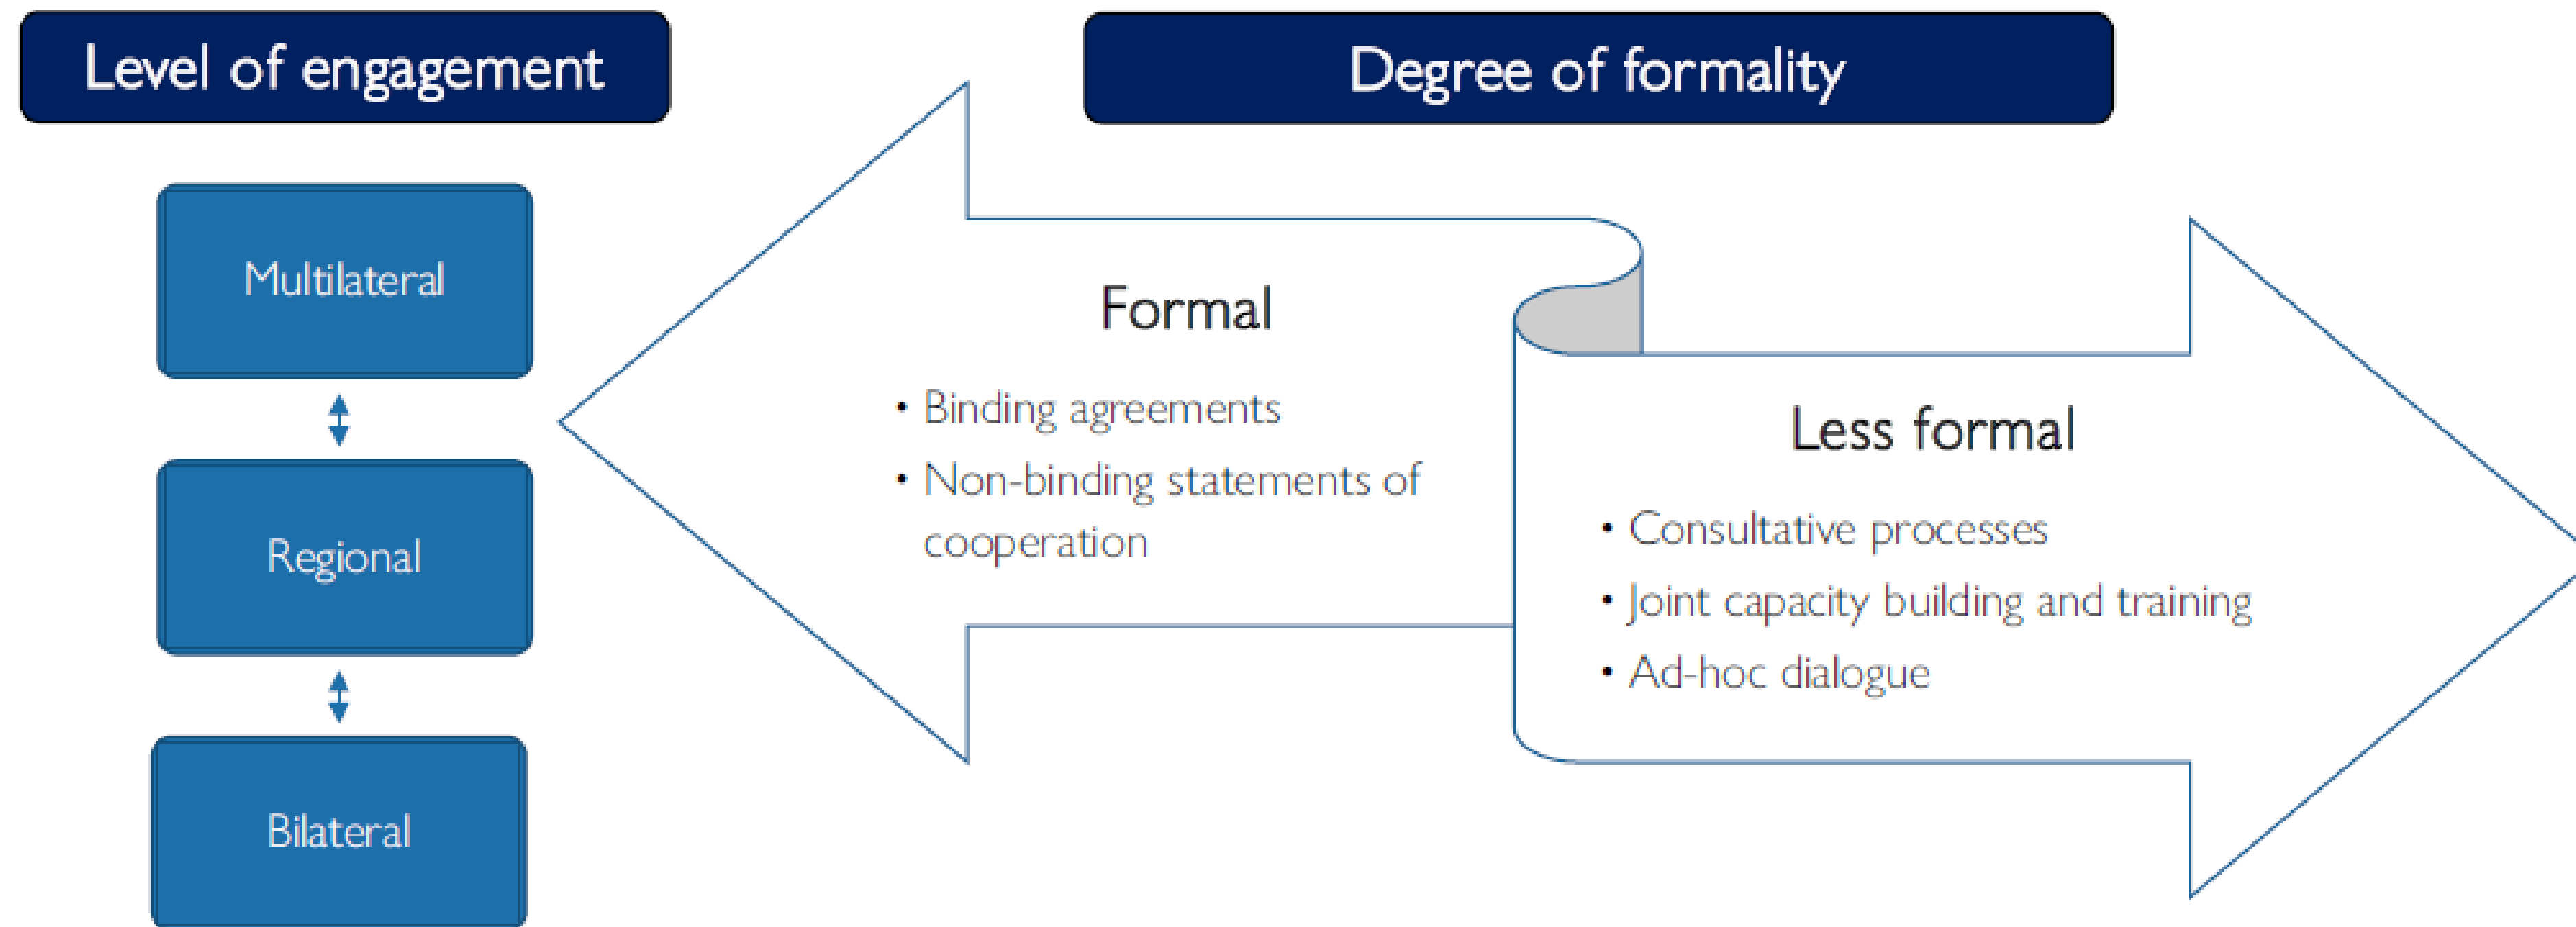 Level of engagement
Degree of formality
Multilateral
Regional
Bilateral
Formal
• Binding agreements
• Non-binding statements of
cooperation
Less formal
• Consultative processes
• Joint capacity building and training
• Ad-hoc dialogue